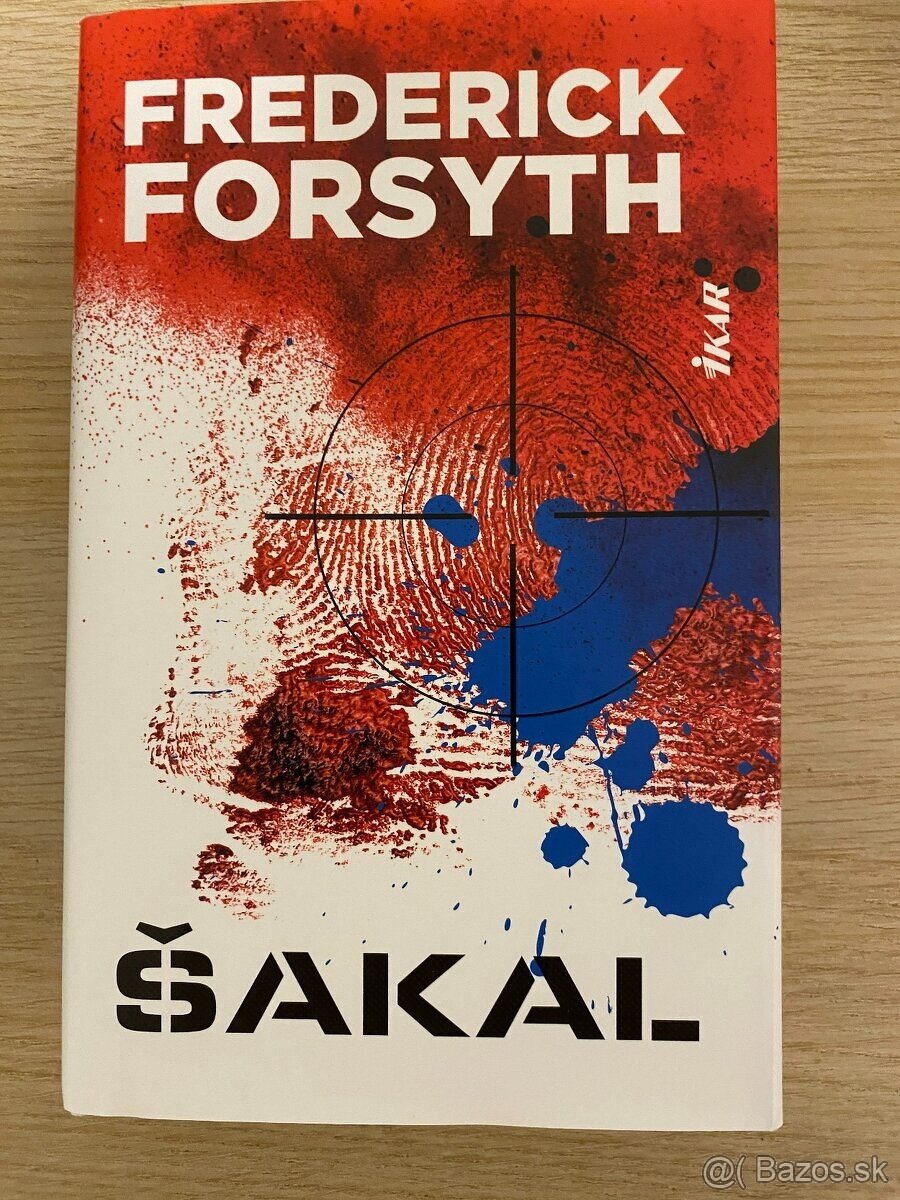 FREDERICK
FORSYTH
IKAR
ŠAKAL
@( Bazos.sk